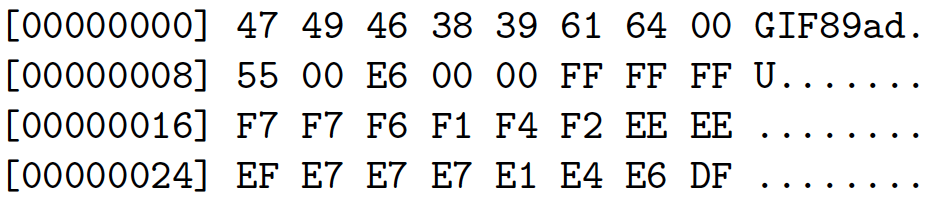 [00000000] 47 49 46 38 39 61 64 00 GIF89ad.
[00000008] 55 00 E6 00 00 FF FF FF U.......
[00000016] F7 F7 F6 F1 F4 F2 EE EE ........
[00000024] EF E7 E7 E7 E1 E4 E6 DF ........